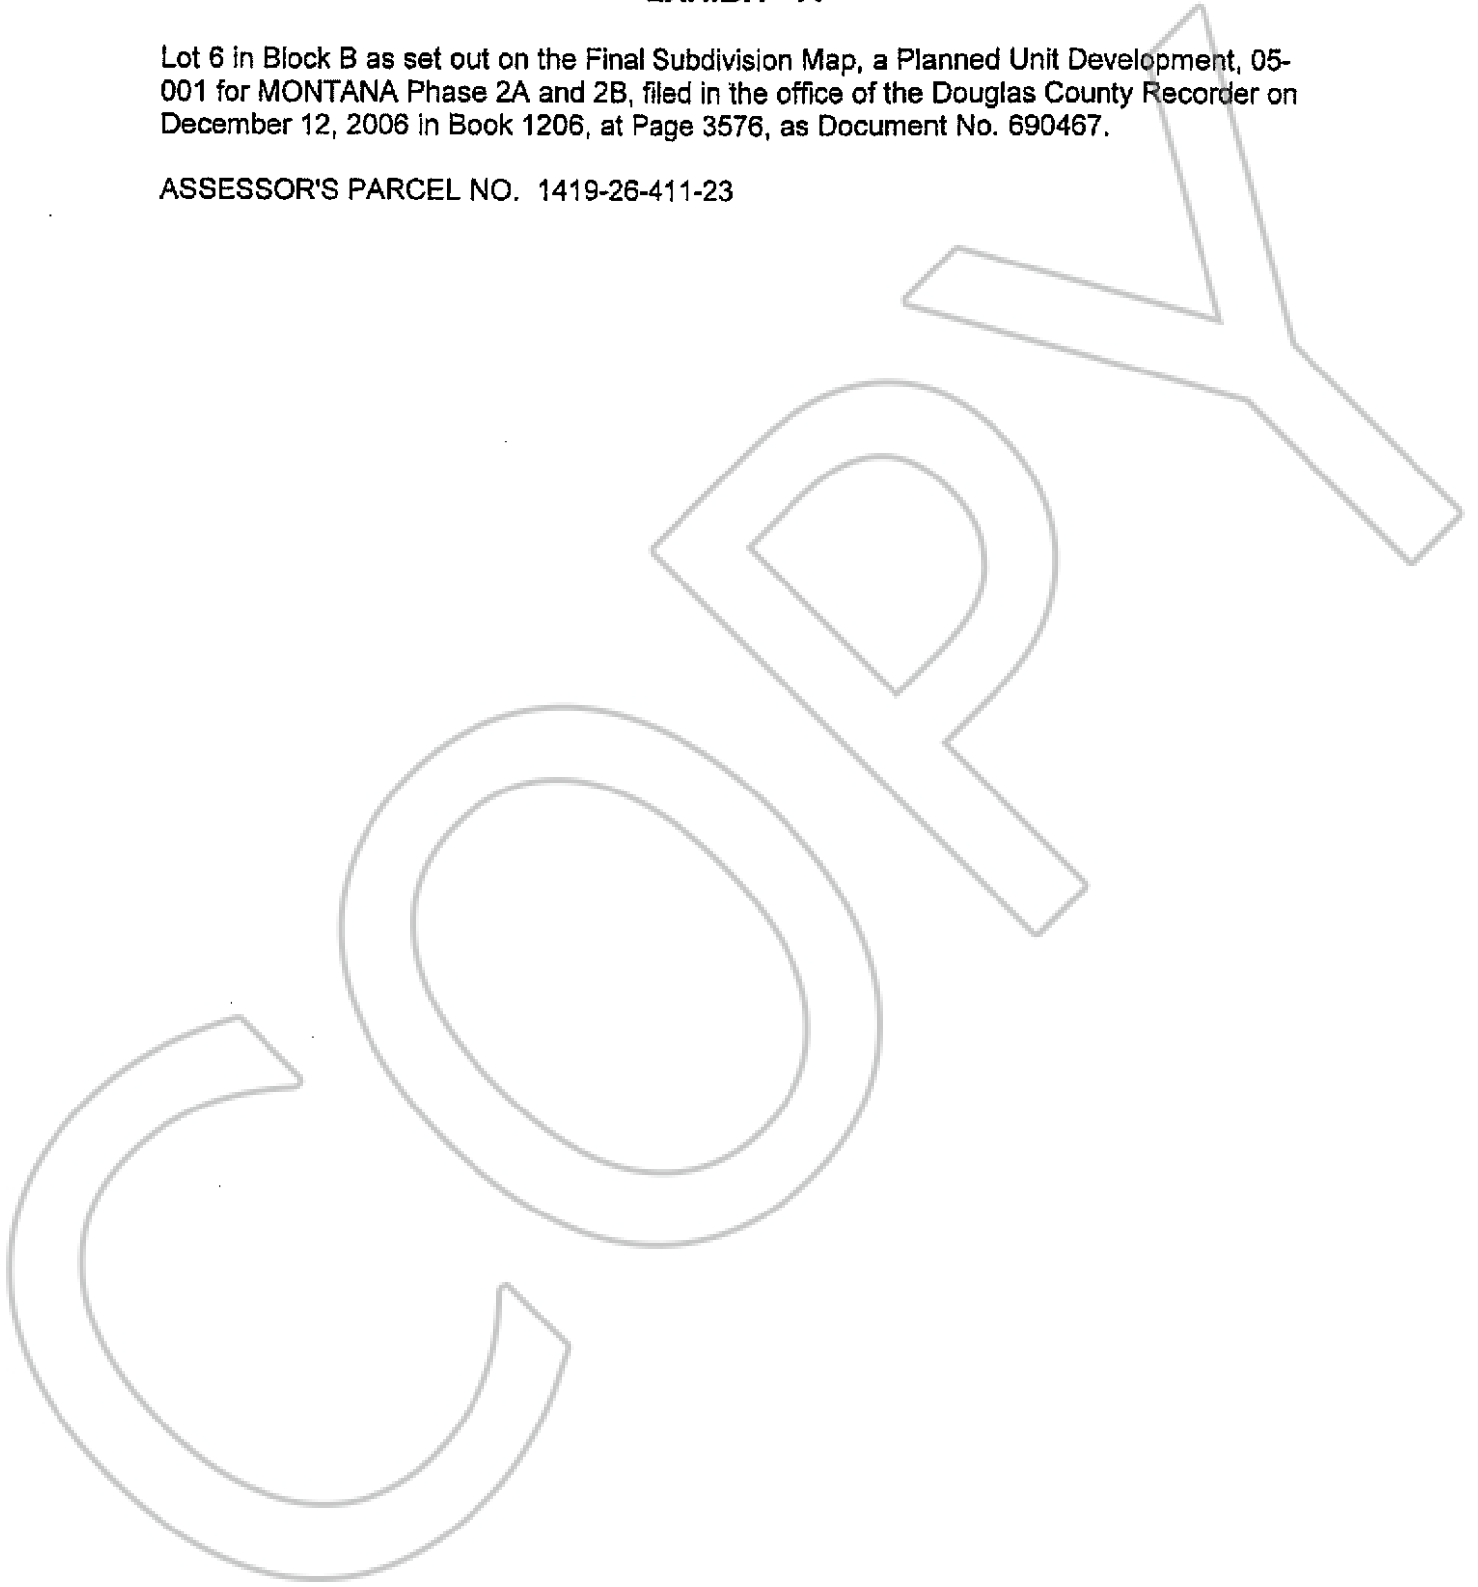 Lot 6 in Block B as set out on the Final Subdivision Map, a Planned Unit Development, 05-
001 for MONTANA Phase 2A and 2B, filed in the office of the Douglas County Recorder on
December 12, 2006 in Book 1206, at Page 3576, as Document No. 690467.
ASSESSOR'S PARCEL NO. 1419-26-411-23
COPY